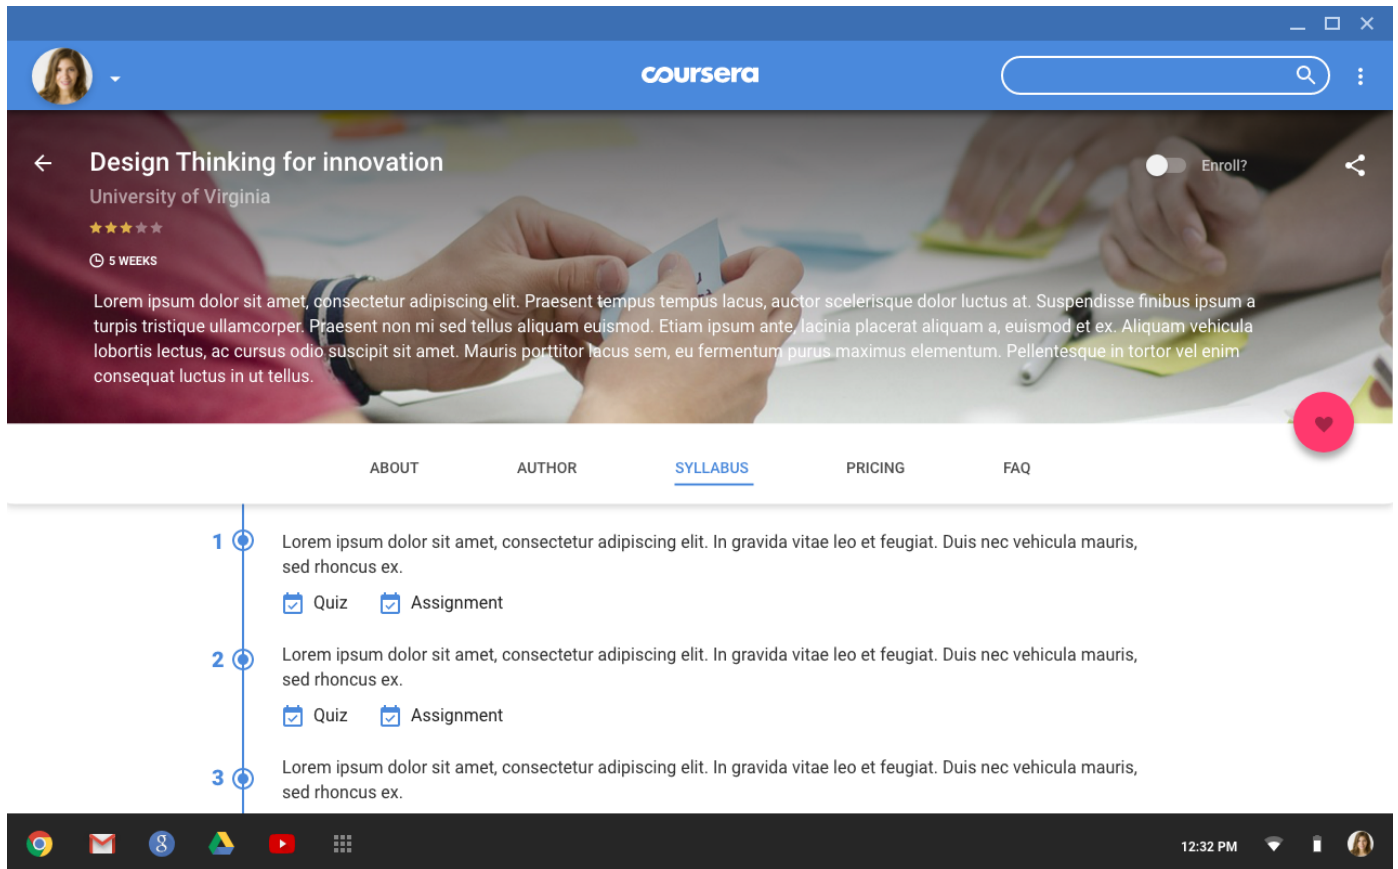 coursera
Design Thinking for innovation
Enroll?
University of Virginia
5 WEEKS
Lorem ipsum dolor sit amet, consectetur adipiscing elit. Praesent tempus tempus lacus, auctor scelerisque dolor luctus at. Suspendisse finibus ipsum a
turpis tristique ullamcorper. Praesent non mi sed tellus aliquam euismod. Etiam ipsum ante, lacinia placerat aliquam a, euismod et ex. Aliquam vehicula
lobortis lectus, ac cursus odio suscipit sit amet. Mauris porttitor lacus sem, eu fermentum purus maximus elementum. Pellentesque in tortor vel enim
consequat luctus in ut tellus.
ABOUT AUTHOR SYLLABUS PRICING FAQ
1 Lorem ipsum dolor sit amet, consectetur adipiscing elit. In gravida vitae leo et feugiat. Duis nec vehicula mauris,
sed rhoncus ex.
Quiz Assignment
2 Lorem ipsum dolor sit amet, consectetur adipiscing elit. In gravida vitae leo et feugiat. Duis nec vehicula mauris,
sed rhoncus ex.
Quiz Assignment
3 Lorem ipsum dolor sit amet, consectetur adipiscing elit. In gravida vitae leo et feugiat. Duis nec vehicula mauris,
sed rhoncus ex.
8 12:32 PM